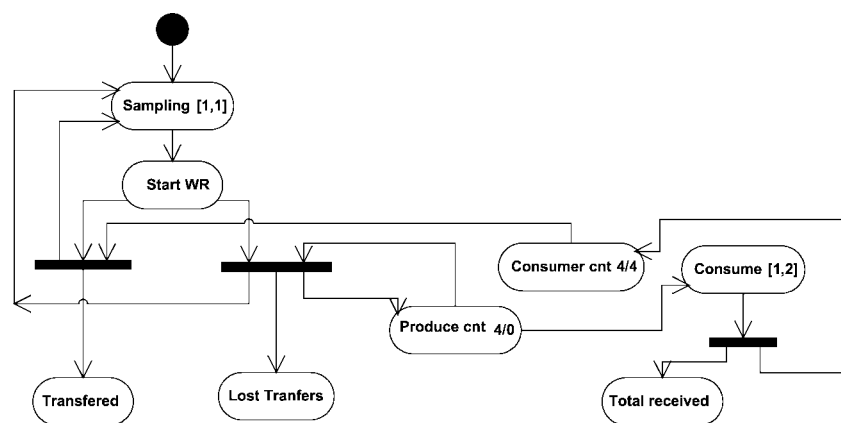 Sampling [1,1]
Start WR
Consumer cnt 4/4
Consume [1,2]
Produce cnt 4/0
Transfered
Lost Tranfers
Total received